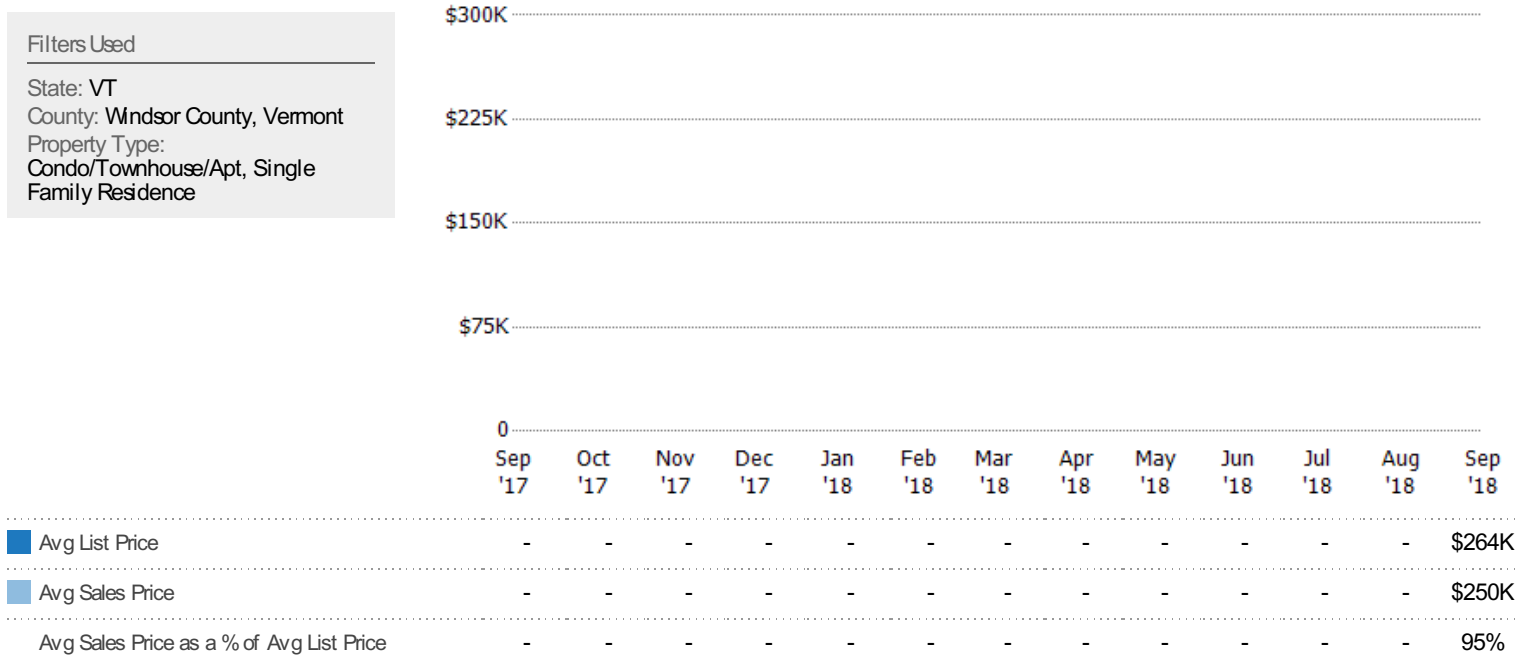 Filters Used
State: VT
County: Windsor County, Vermont
Property Type:
Condo/Townhouse/Apt, Single
Family Residence
$300K
$225K
$150K
$75K
0
Sep Oct Nov Dec Jan Feb Mar Apr May Jun Jul Aug Sep
'17 '17 '17 '17 '18 '18 '18 '18 '18 '18 '18 '18 '18
Avg List Price - - - - - - - - - - - - $264K
Avg Sales Price - - - - - - - - - - - - $250K
Avg Sales Price as a % of Avg List Price - - - - - - - - - - - - 95%